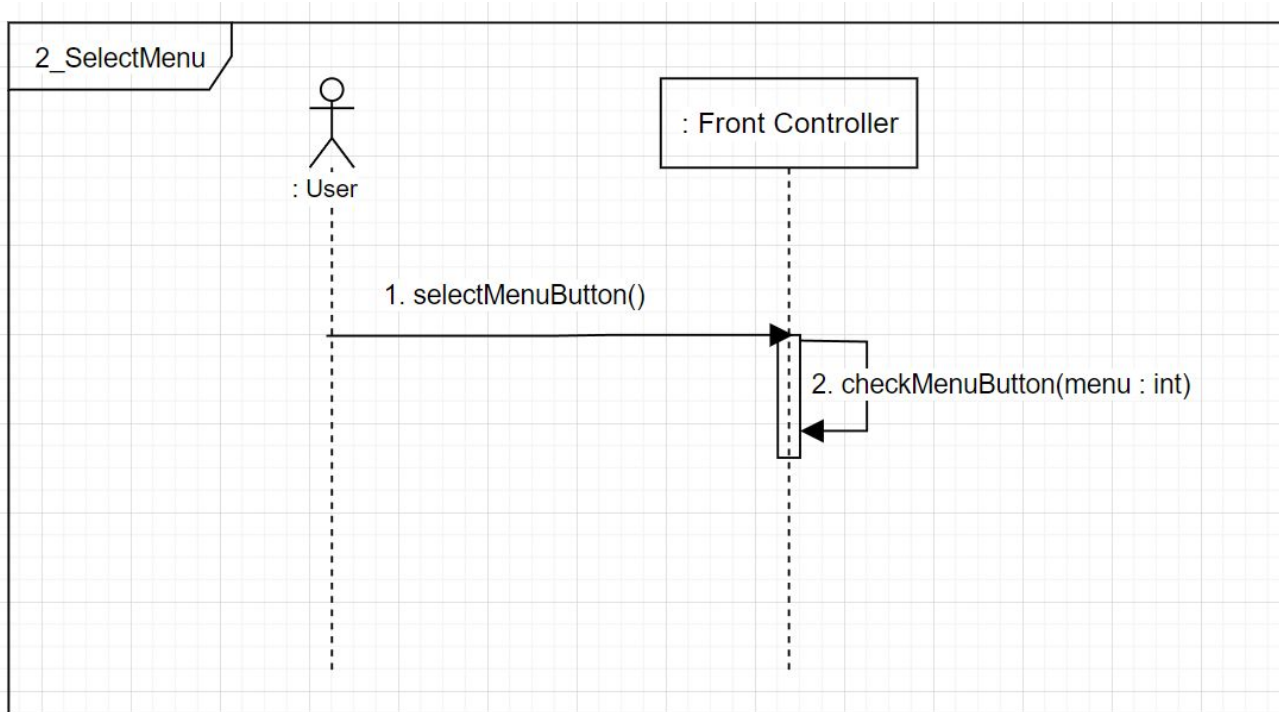 2_SelectMenu
: User
: Front Controller
1. selectMenuButton()
2. checkMenuButton(menu : int)